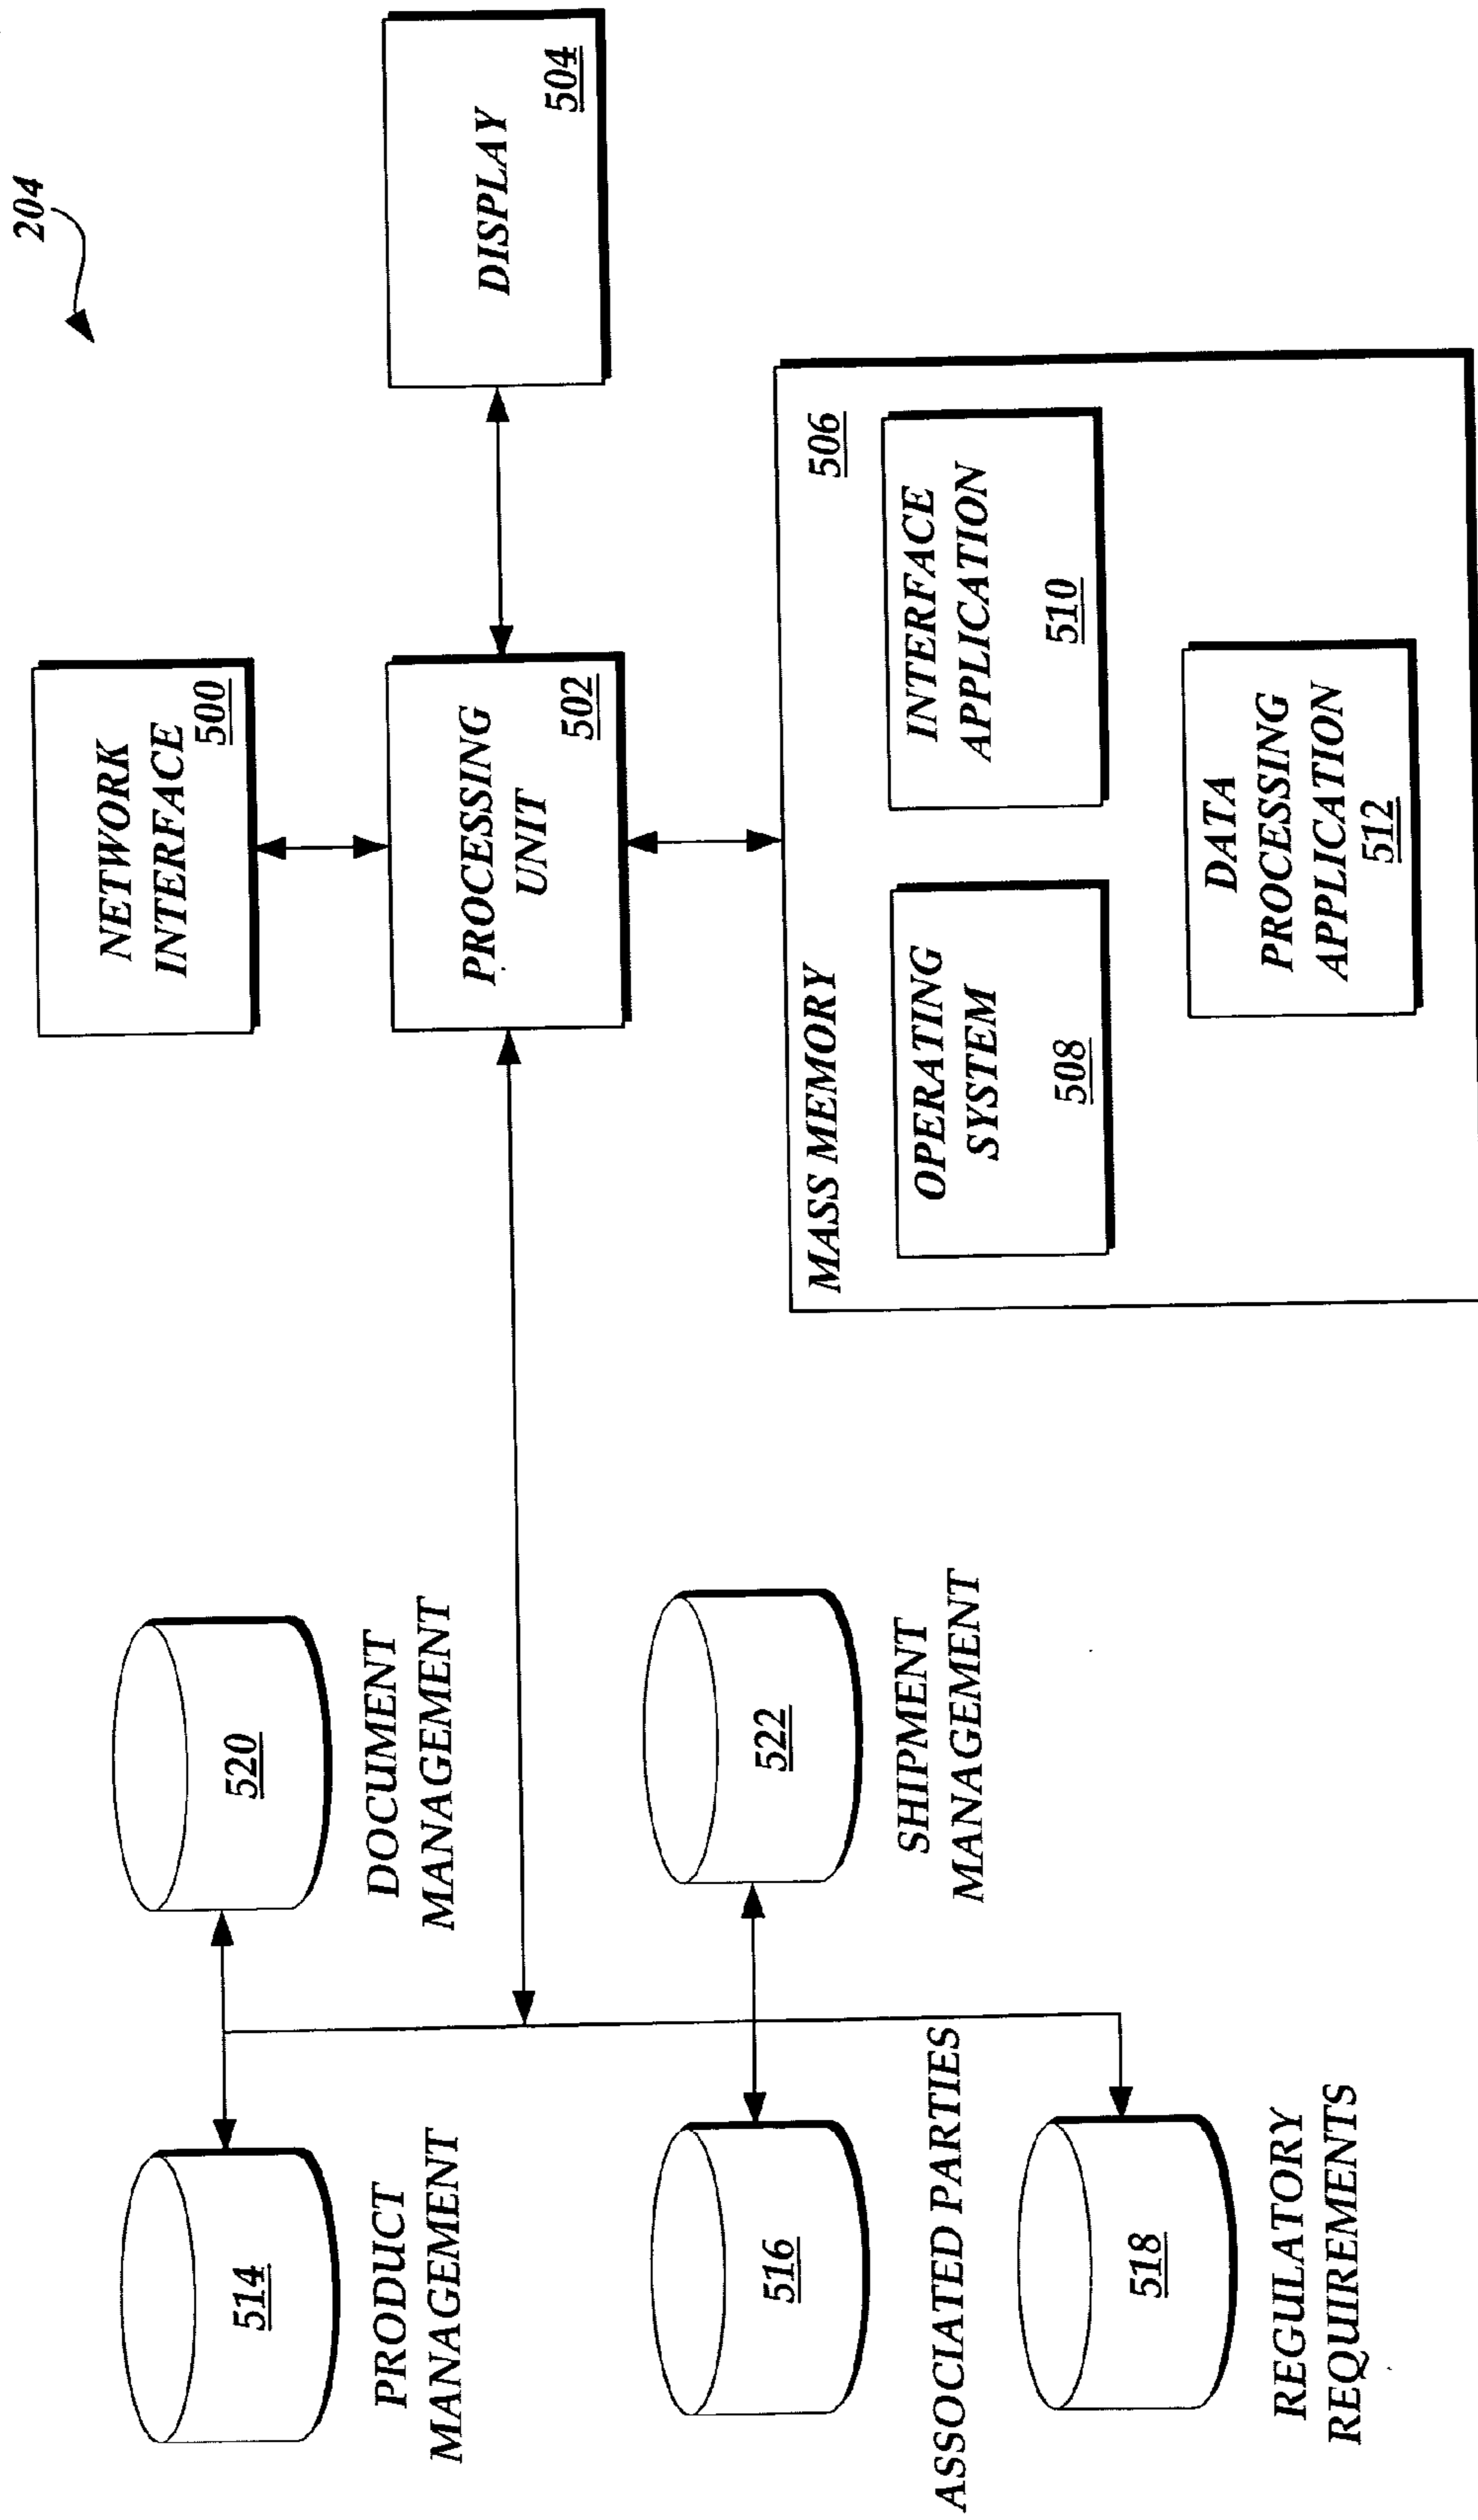 204
NETWORK
INTERFACE
500
PROCESSING
UNIT
502
DISPLAY
504
MASS MEMORY
506
OPERATING
SYSTEM
508
INTERFACE
APPLICATION
510
DATA
PROCESSING
APPLICATION
512
514
PRODUCT
MANAGEMENT
520
DOCUMENT
MANAGEMENT
516
ASSOCIATED PARTIES
522
SHIPMENT
MANAGEMENT
518
REGULATORY
REQUIREMENTS